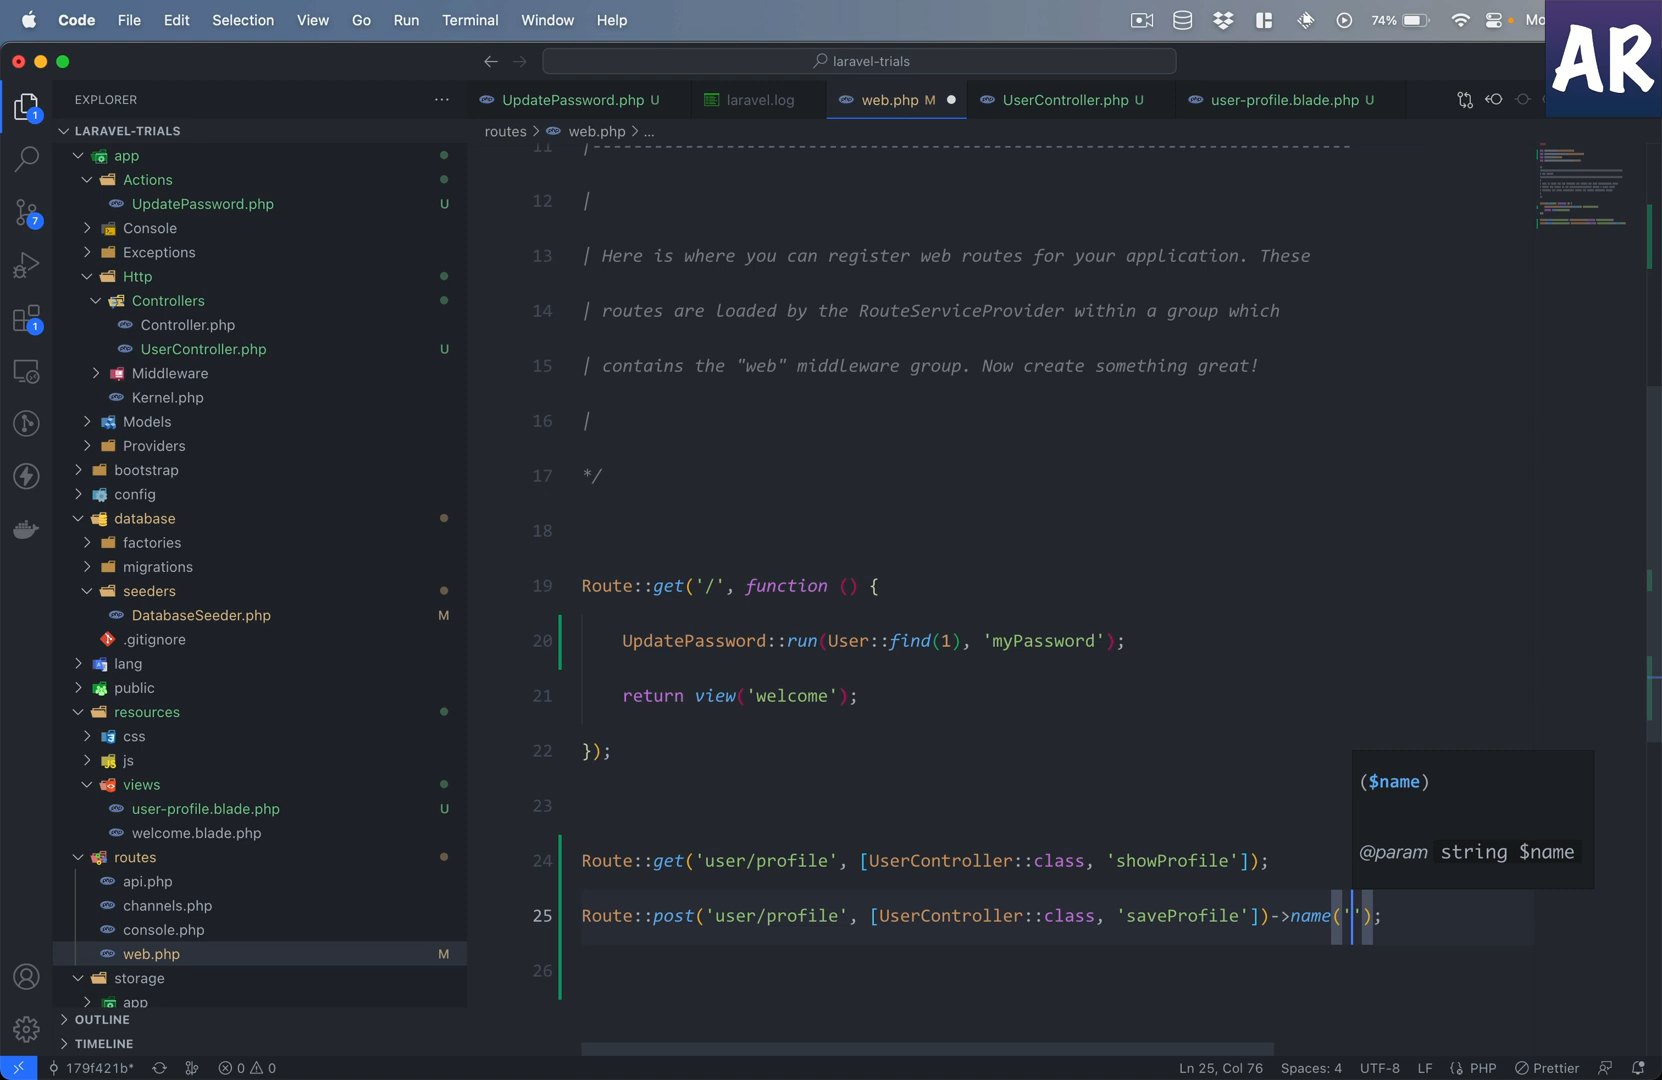 Code File Edit Selection View Go Run Terminal Window Help 74% Mo
AR
laravel-trials
EXPLORER
UpdatePassword.php U
laravel.log
web.php M
UserController.php U
user-profile.blade.php U
LARAVEL-TRIALS
routes > web.php > ...
app
Actions
UpdatePassword.php U
Console
Exceptions
Http
Controllers
Controller.php
UserController.php U
Middleware
Kernel.php
Models
Providers
bootstrap
config
database
factories
migrations
seeders
DatabaseSeeder.php M
.gitignore
lang
public
resources
css
js
views
user-profile.blade.php U
welcome.blade.php
routes
api.php
channels.php
console.php
web.php M
storage
app
OUTLINE
TIMELINE
1
7
1
11 |--------------------------------------------------------------------------
12 |
13 | Here is where you can register web routes for your application. These
14 | routes are loaded by the RouteServiceProvider within a group which
15 | contains the "web" middleware group. Now create something great!
16 |
17 */
18
19 Route::get('/', function () {
20 UpdatePassword::run(User::find(1), 'myPassword');
21 return view('welcome');
22 });
23
24 Route::get('user/profile', [UserController::class, 'showProfile']);
25 Route::post('user/profile', [UserController::class, 'saveProfile'])->name('');
26
($name)
@param string $name
179f421b* 0 0 Ln 25, Col 76 Spaces: 4 UTF-8 LF PHP Prettier